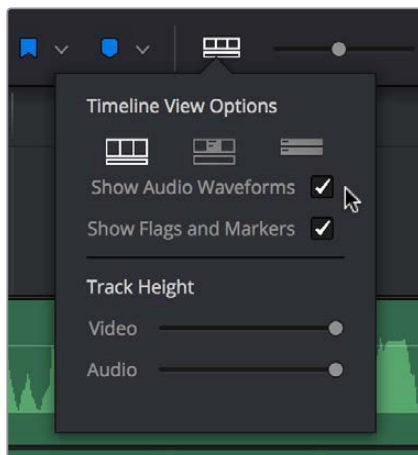 Timeline View Options
Show Audio Waveforms
Show Flags and Markers
Track Height
Video
Audio